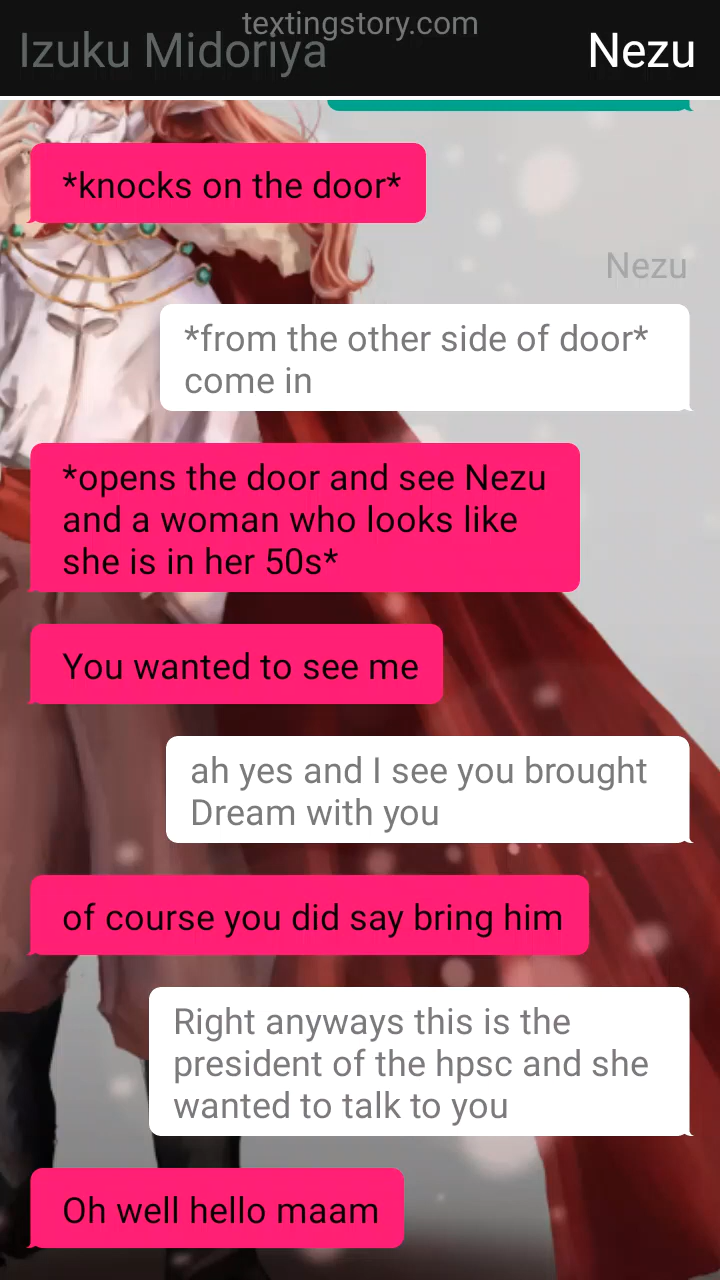 textingstory.com
Izuku Midoriya
Nezu
*knocks on the door*
Nezu
*from the other side of door*
come in
*opens the door and see Nezu
and a woman who looks like
she is in her 50s*
You wanted to see me
ah yes and I see you brought
Dream with you
of course you did say bring him
Right anyways this is the
president of the hpsc and she
wanted to talk to you
Oh well hello maam